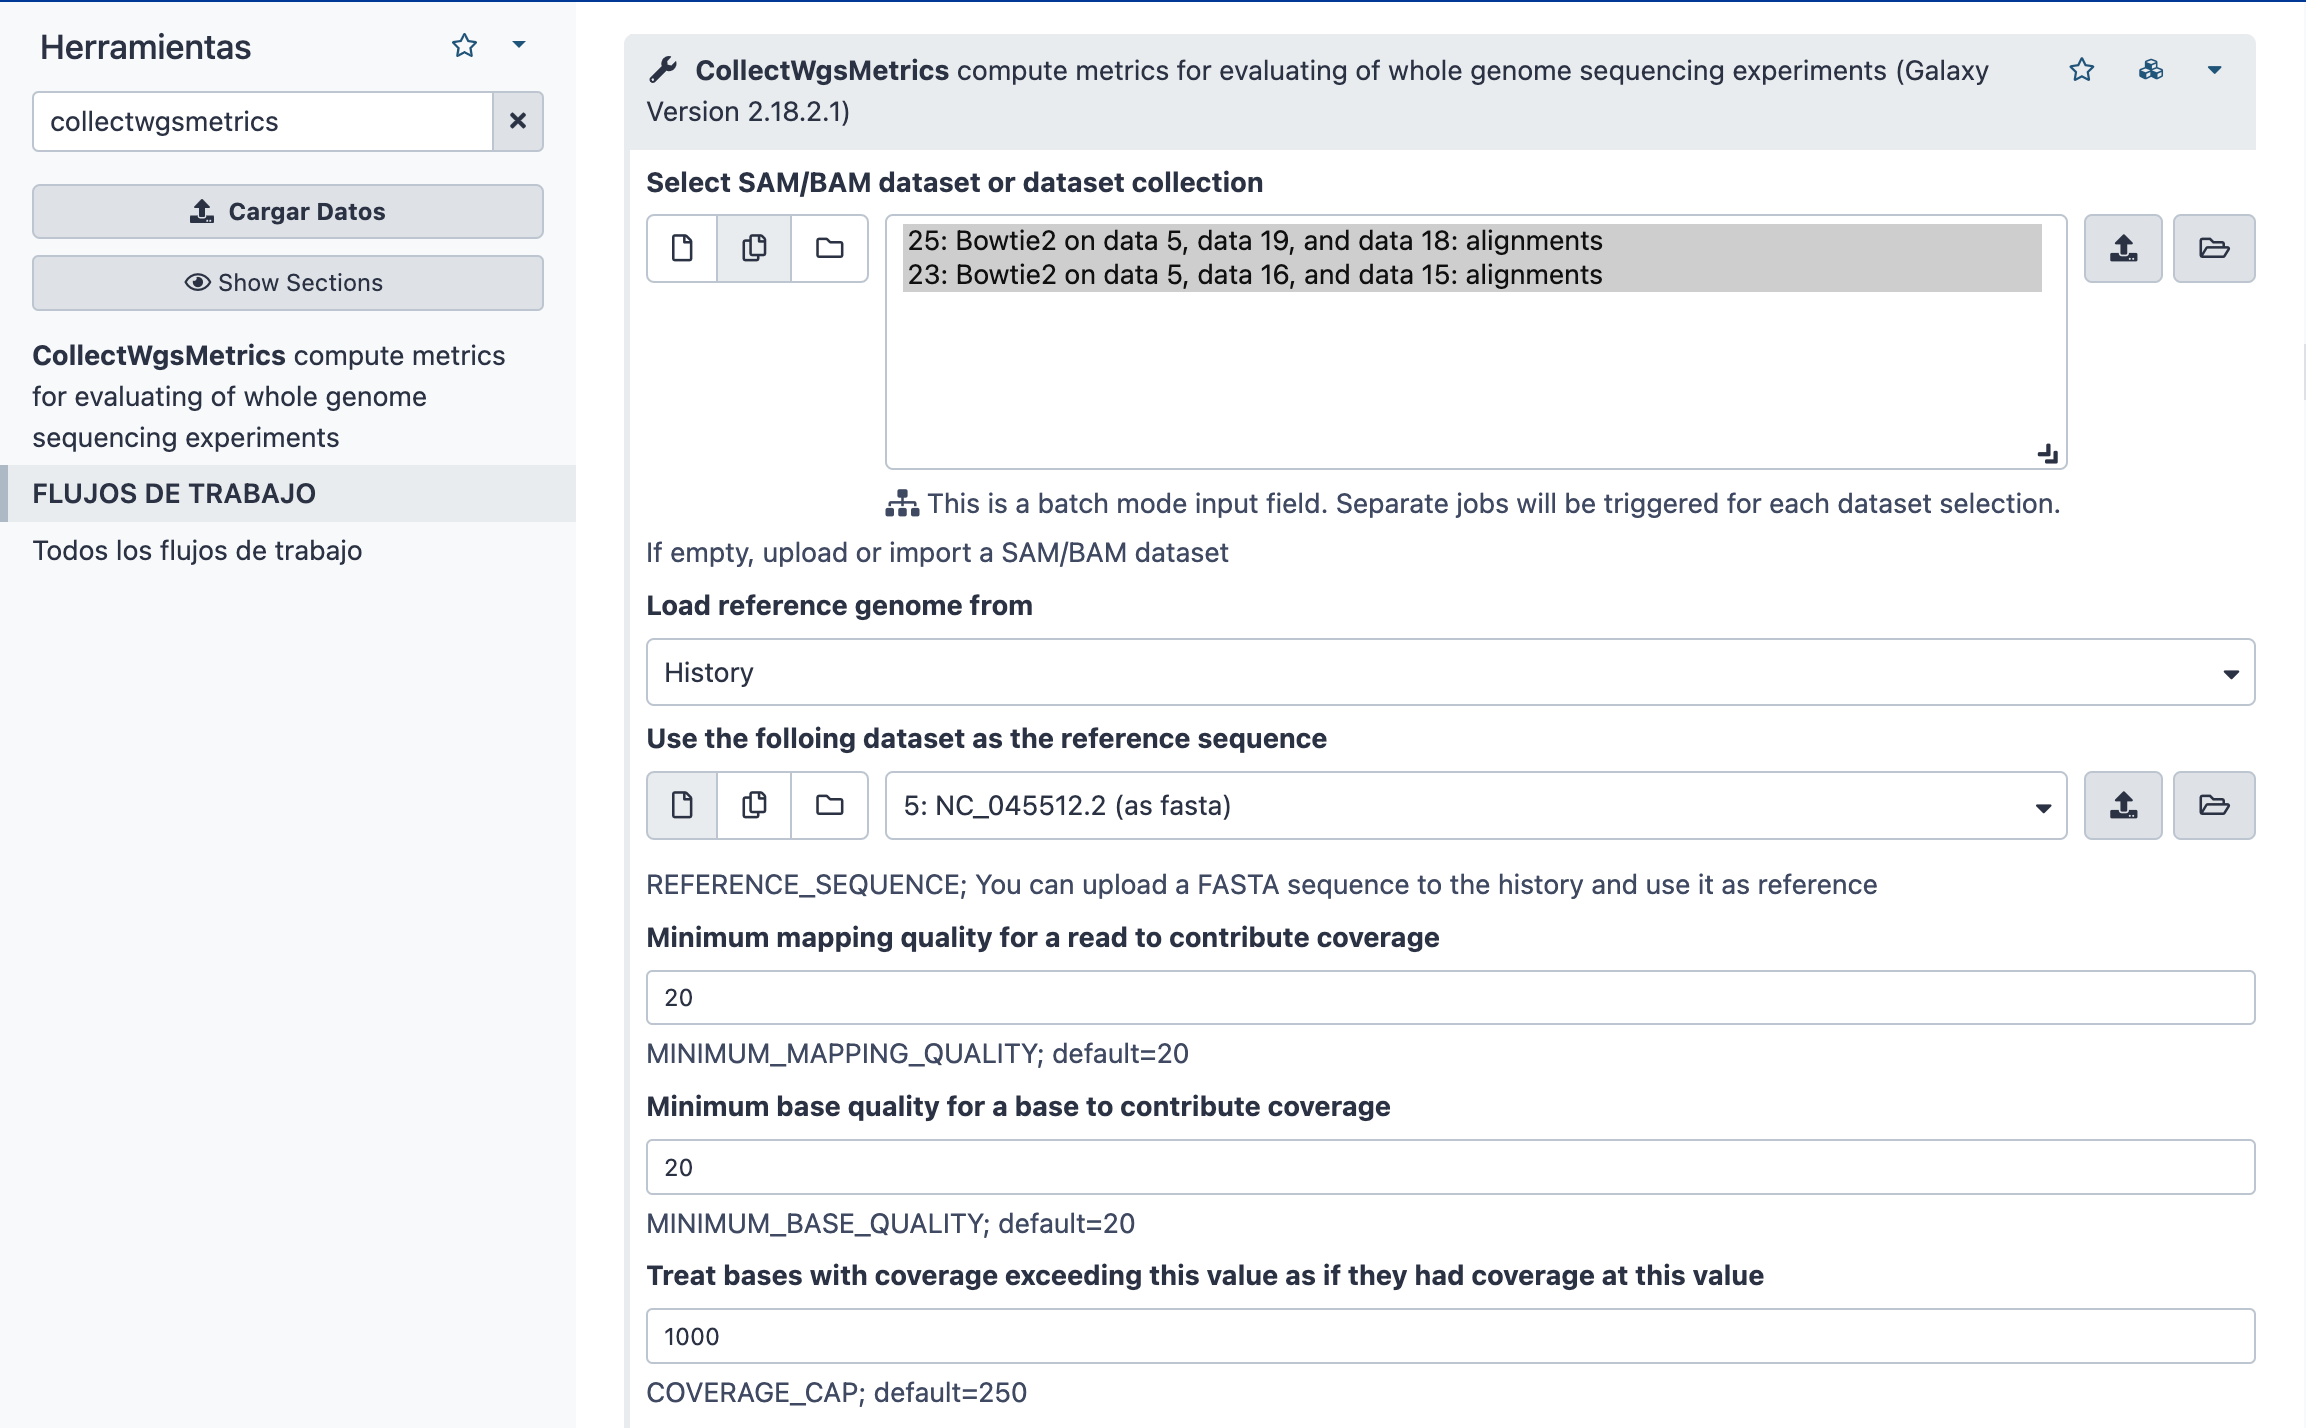 Herramientas
collectwgsmetrics
Cargar Datos
Show Sections
CollectWgsMetrics compute metrics
for evaluating of whole genome
sequencing experiments
FLUJOS DE TRABAJO
Todos los flujos de trabajo
CollectWgsMetrics compute metrics for evaluating of whole genome sequencing experiments (Galaxy
Version 2.18.2.1)
Select SAM/BAM dataset or dataset collection
25: Bowtie2 on data 5, data 19, and data 18: alignments
23: Bowtie2 on data 5, data 16, and data 15: alignments
This is a batch mode input field. Separate jobs will be triggered for each dataset selection.
If empty, upload or import a SAM/BAM dataset
Load reference genome from
History
Use the folloing dataset as the reference sequence
5: NC_045512.2 (as fasta)
REFERENCE_SEQUENCE; You can upload a FASTA sequence to the history and use it as reference
Minimum mapping quality for a read to contribute coverage
20
MINIMUM_MAPPING_QUALITY; default=20
Minimum base quality for a base to contribute coverage
20
MINIMUM_BASE_QUALITY; default=20
Treat bases with coverage exceeding this value as if they had coverage at this value
1000
COVERAGE_CAP; default=250